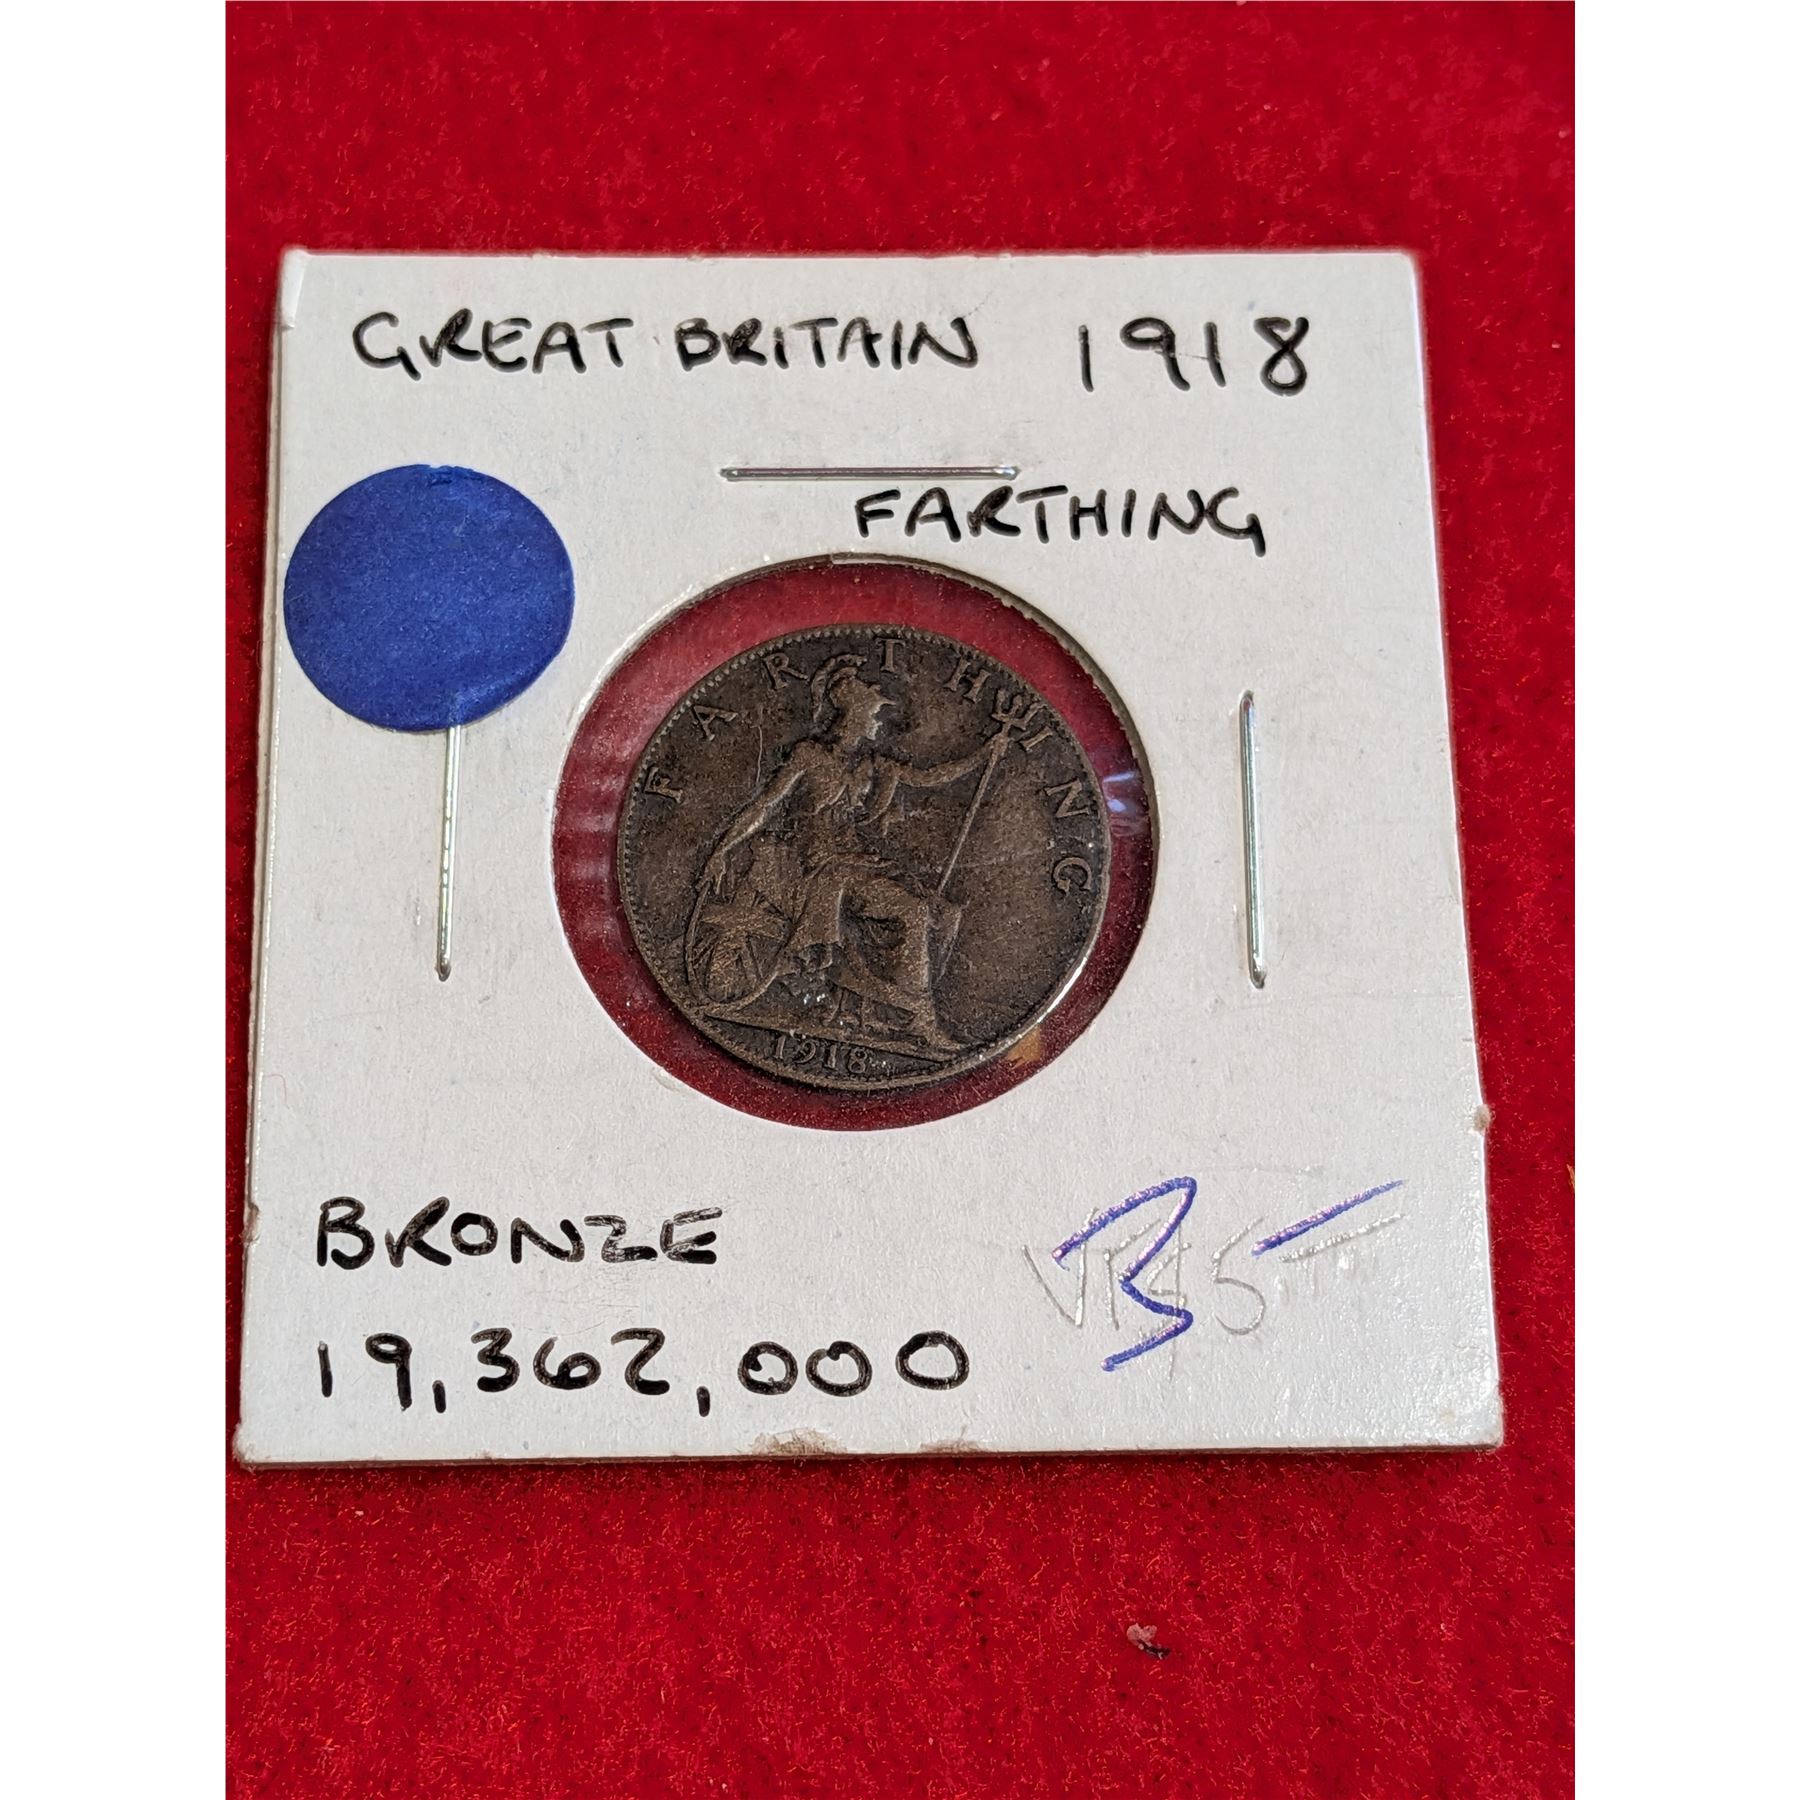 GREAT BRITAIN 1918
FARTHING
FARTHING
1918
BRONZE
19,362,000